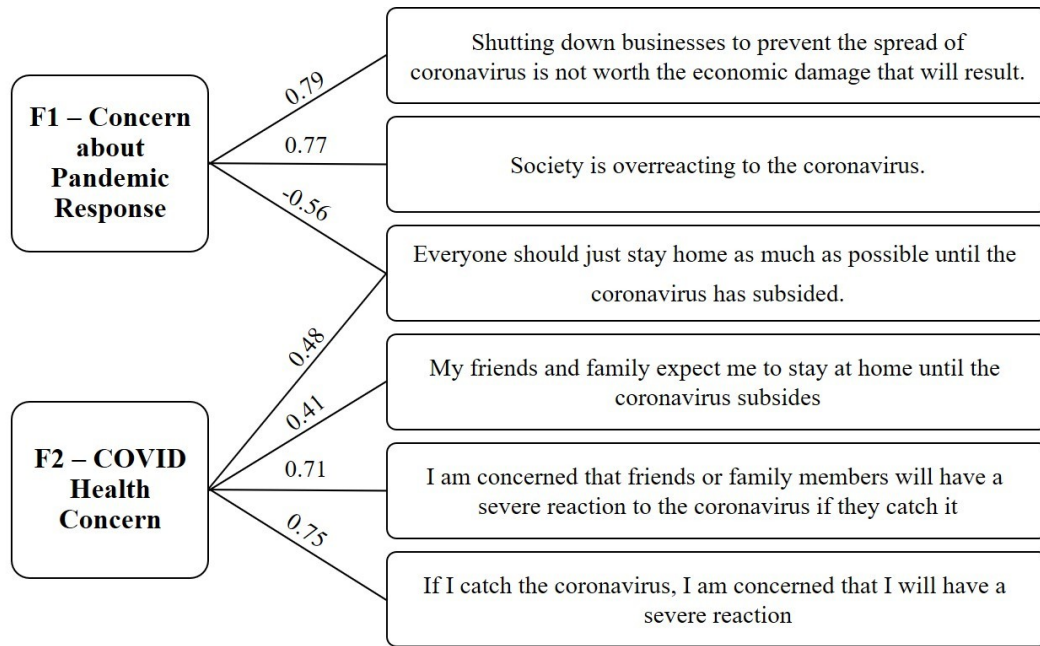 Shutting down businesses to prevent the spread of
coronavirus is not worth the economic damage that will result.
F1 – Concern
about
Pandemic
Response
0.79
0.77
-0.56
Society is overreacting to the coronavirus.
Everyone should just stay home as much as possible until the
coronavirus has subsided.
F2 – COVID
Health
Concern
0.48
0.41
0.71
0.75
My friends and family expect me to stay at home until the
coronavirus subsides
I am concerned that friends or family members will have a
severe reaction to the coronavirus if they catch it
If I catch the coronavirus, I am concerned that I will have a
severe reaction